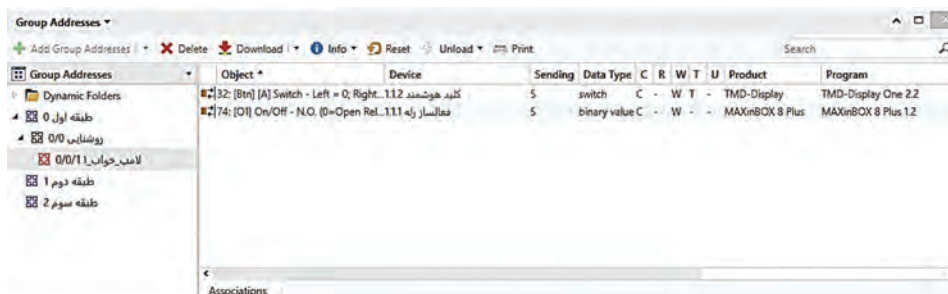 Group Addresses
Add Group Addresses Delete Download Info Reset Unload Print Search
Group Addresses Object Device Sending Data Type C R W T U Product Program
Dynamic Folders
32: [Btn] [A] Switch - Left = 0; Right... 1.1.2 کلید هوشمند S switch C - W T - TMD-Display TMD-Display One 2.2
0 طبقه اول
74: [O1] On/Off - N.O. (0=Open Rel... 1.1.1 فعالساز رله S binary value C - W - - MAXinBOX 8 Plus MAXinBOX 8 Plus 1.2
0/0 روشنایی
0/0/1 لامپ_خواب_1
1 طبقه دوم
2 طبقه سوم
Associations